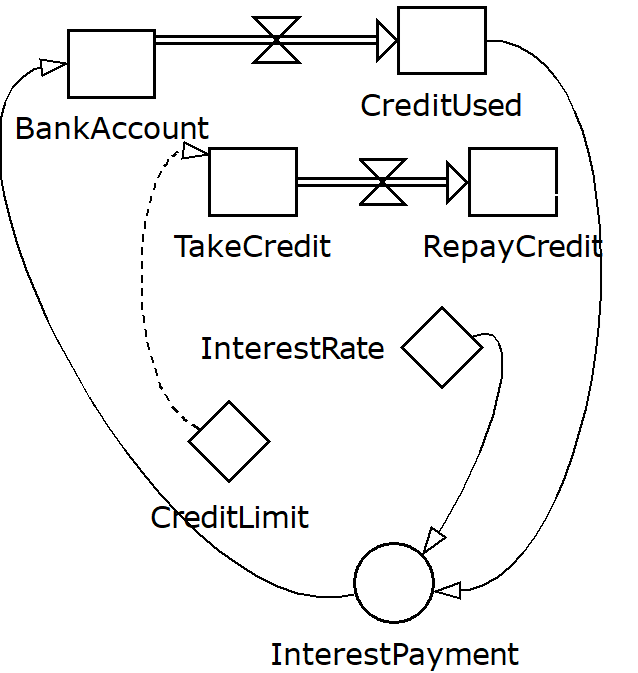 CreditUsed
BankAccount
TakeCredit
RepayCredit
InterestRate
CreditLimit
InterestPayment